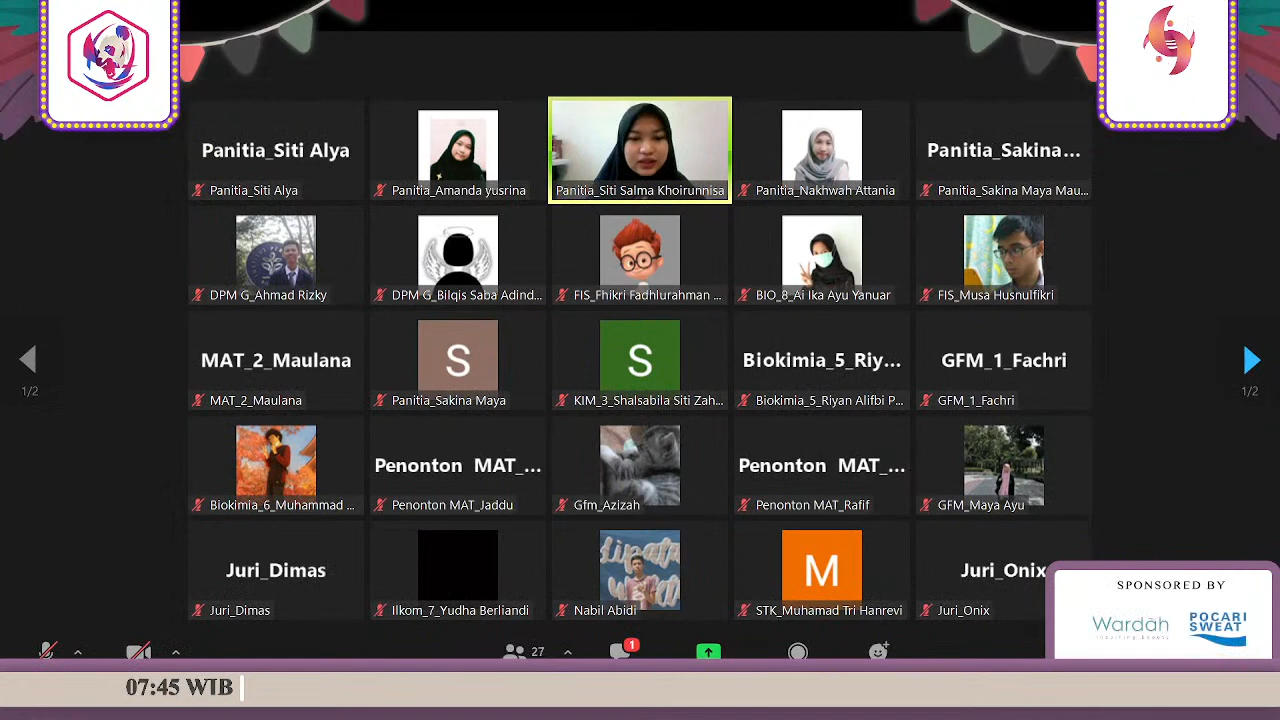 Panitia_Siti Alya
Panitia_Siti Alya
Panitia_Amanda yusrina
Panitia_Siti Salma Khoirunnisa
Panitia_Nakhwah Attania
Panitia_Sakina...
Panitia_Sakina Maya Mau...
DPM G_Ahmad Rizky
DPM G_Bilqis Saba Adind...
FIS_Fhikri Fadhlurahman ...
BIO_8_Ai Ika Ayu Yanuar
FIS_Musa Husnulfikri
MAT_2_Maulana
MAT_2_Maulana
S
Panitia_Sakina Maya
S
KIM_3_Shalsabila Siti Zah...
Biokimia_5_Riy...
Biokimia_5_Riyan Alifbi P...
GFM_1_Fachri
GFM_1_Fachri
1/2
1/2
Biokimia_6_Muhammad ...
Penonton MAT_...
Penonton MAT_Jaddu
Gfm_Azizah
Penonton MAT_...
Penonton MAT_Rafif
GFM_Maya Ayu
Juri_Dimas
Juri_Dimas
Ilkom_7_Yudha Berliandi
Nabil Abidi
M
STK_Muhamad Tri Hanrevi
Juri_Onix
Juri_Onix
27
1
SPONSORED BY
Wardah
inspiring beauty
POCARI
SWEAT
07:45 WIB